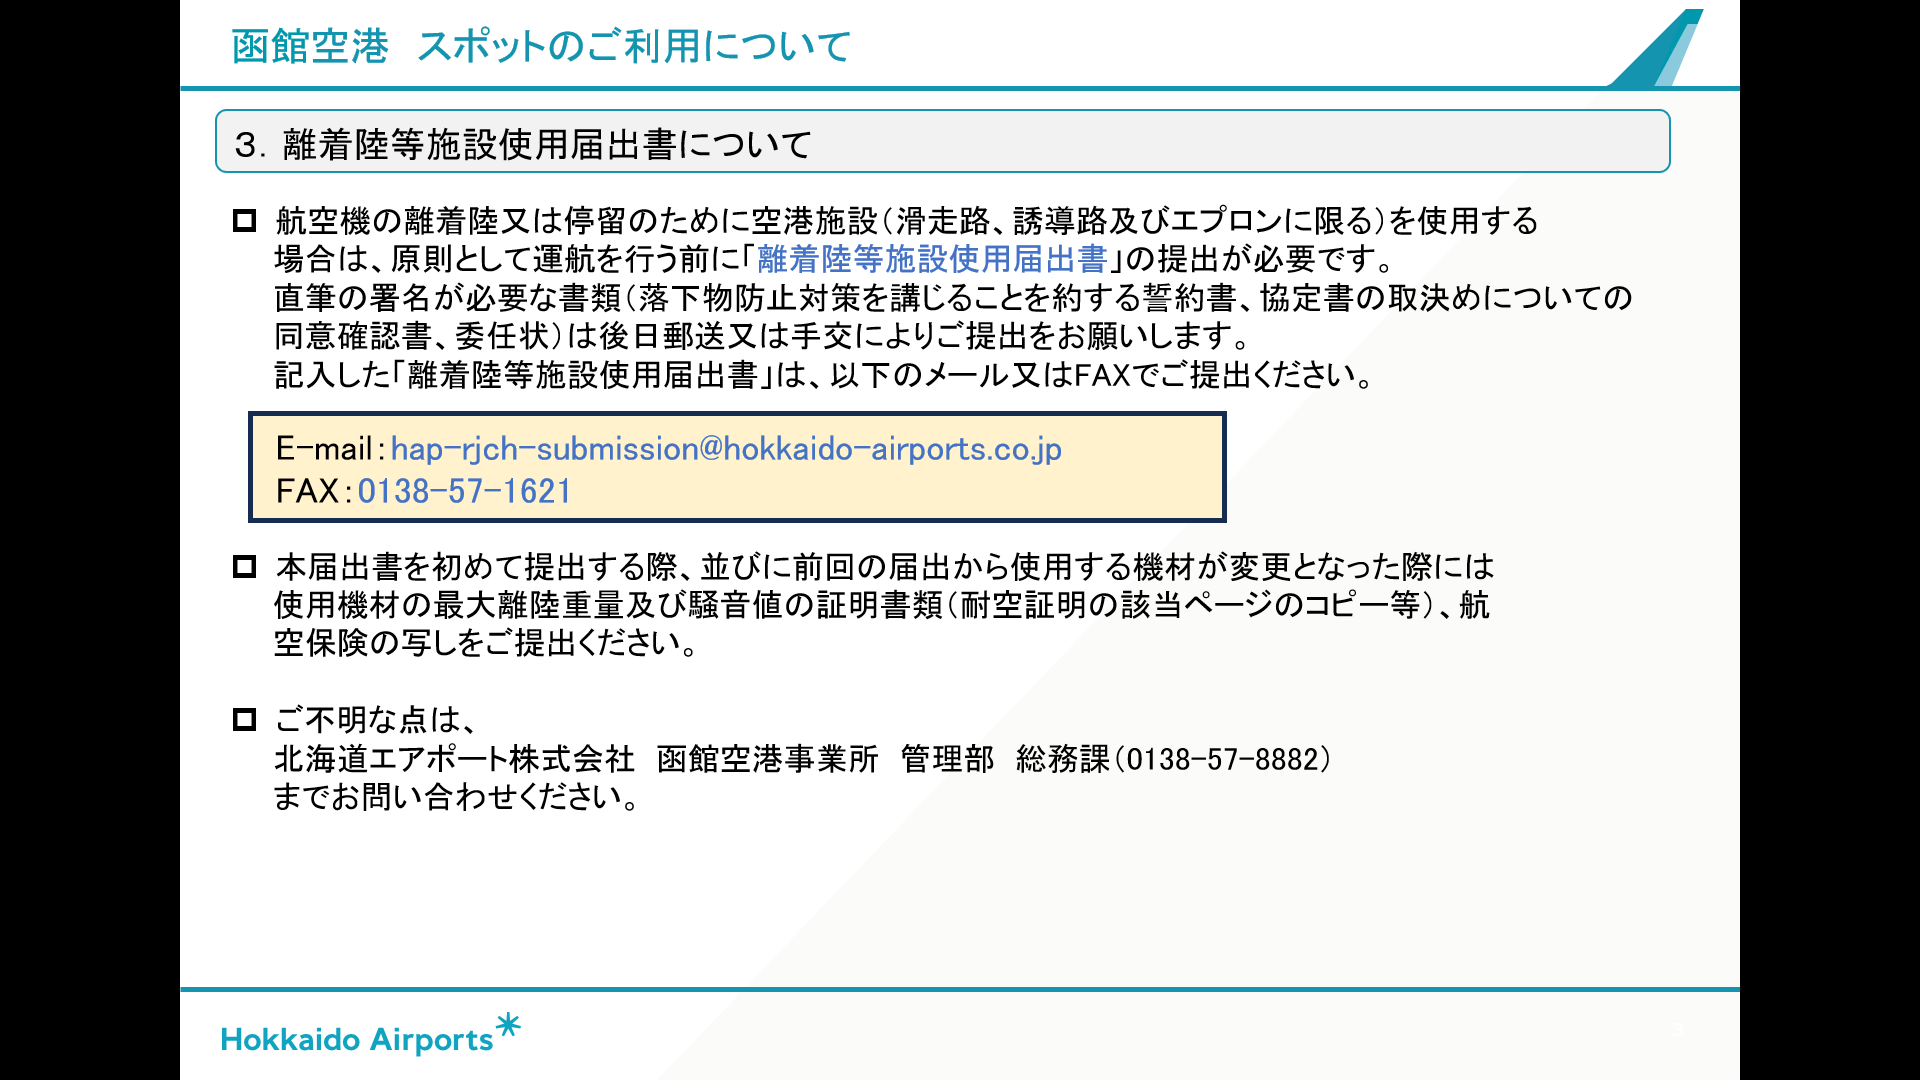 函館空港　スポットのご利用について
３．離着陸等施設使用届出書について
航空機の離着陸又は停留のために空港施設（滑走路、誘導路及びエプロンに限る）を使用する
場合は、原則として運航を行う前に「離着陸等施設使用届出書」の提出が必要です。
直筆の署名が必要な書類（落下物防止対策を講じることを約する誓約書、協定書の取決めについての
同意確認書、委任状）は後日郵送又は手交によりご提出をお願いします。
記入した「離着陸等施設使用届出書」は、以下のメール又はFAXでご提出ください。
E-mail：hap-rjch-submission@hokkaido-airports.co.jp
FAX：0138-57-1621
本届出書を初めて提出する際、並びに前回の届出から使用する機材が変更となった際には
使用機材の最大離陸重量及び騒音値の証明書類（耐空証明の該当ページのコピー等）、航
空保険の写しをご提出ください。
ご不明な点は、
北海道エアポート株式会社　函館空港事業所　管理部　総務課（0138-57-8882）
までお問い合わせください。
Hokkaido Airports